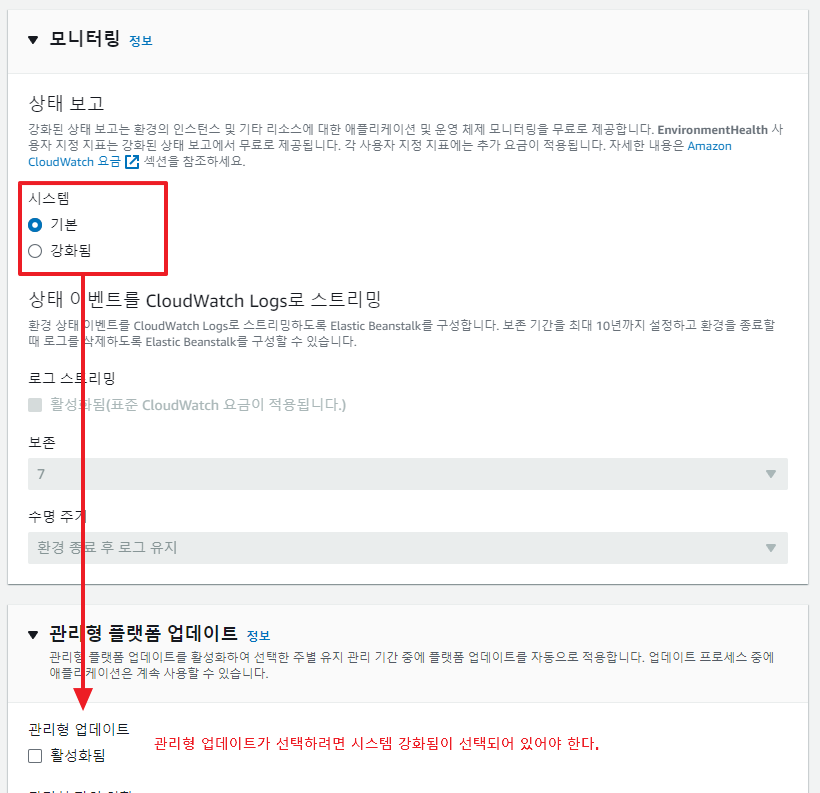 모니터링 정보
상태 보고
강화된 상태 보고는 환경의 인스턴스 및 기타 리소스에 대한 애플리케이션 및 운영 체제 모니터링을 무료로 제공합니다. EnvironmentHealth 사
용자 지정 지표는 강화된 상태 보고에서 무료로 제공됩니다. 각 사용자 지정 지표에는 추가 요금이 적용됩니다. 자세한 내용은 Amazon
CloudWatch 요금 섹션을 참조하세요.
시스템
기본
강화됨
상태 이벤트를 CloudWatch Logs로 스트리밍
환경 상태 이벤트를 CloudWatch Logs로 스트리밍하도록 Elastic Beanstalk를 구성합니다. 보존 기간을 최대 10년까지 설정하고 환경을 종료할
때 로그를 삭제하도록 Elastic Beanstalk를 구성할 수 있습니다.
로그 스트리밍
활성화됨(표준 CloudWatch 요금이 적용됩니다.)
보존
7
수명 주기
환경 종료 후 로그 유지
관리형 플랫폼 업데이트 정보
관리형 플랫폼 업데이트를 활성화하여 선택한 주별 유지 관리 기간 중에 플랫폼 업데이트를 자동으로 적용합니다. 업데이트 프로세스 중에
애플리케이션은 계속 사용할 수 있습니다.
관리형 업데이트
관리형 업데이트가 선택하려면 시스템 강화됨이 선택되어 있어야 한다.
활성화됨